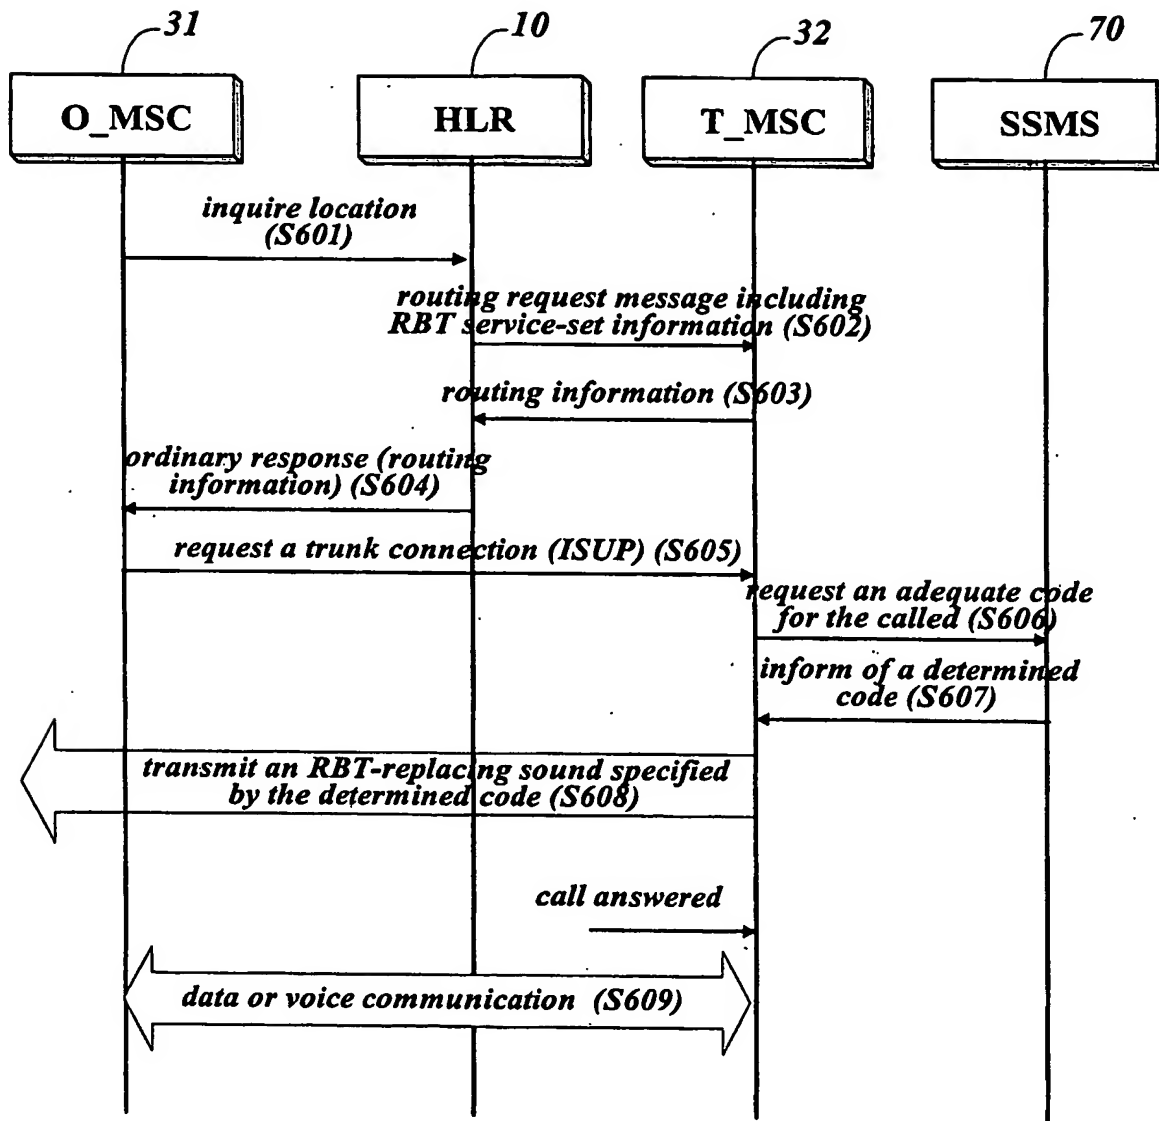 31
10
32
70
O_MSC
HLR
T_MSC
SSMS
inquire location
(S601)
routing request message including
RBT service-set information (S602)
routing information (S603)
ordinary response (routing
information) (S604)
request a trunk connection (ISUP) (S605)
request an adequate code
for the called (S606)
inform of a determined
code (S607)
transmit an RBT-replacing sound specified
by the determined code (S608)
call answered
data or voice communication (S609)